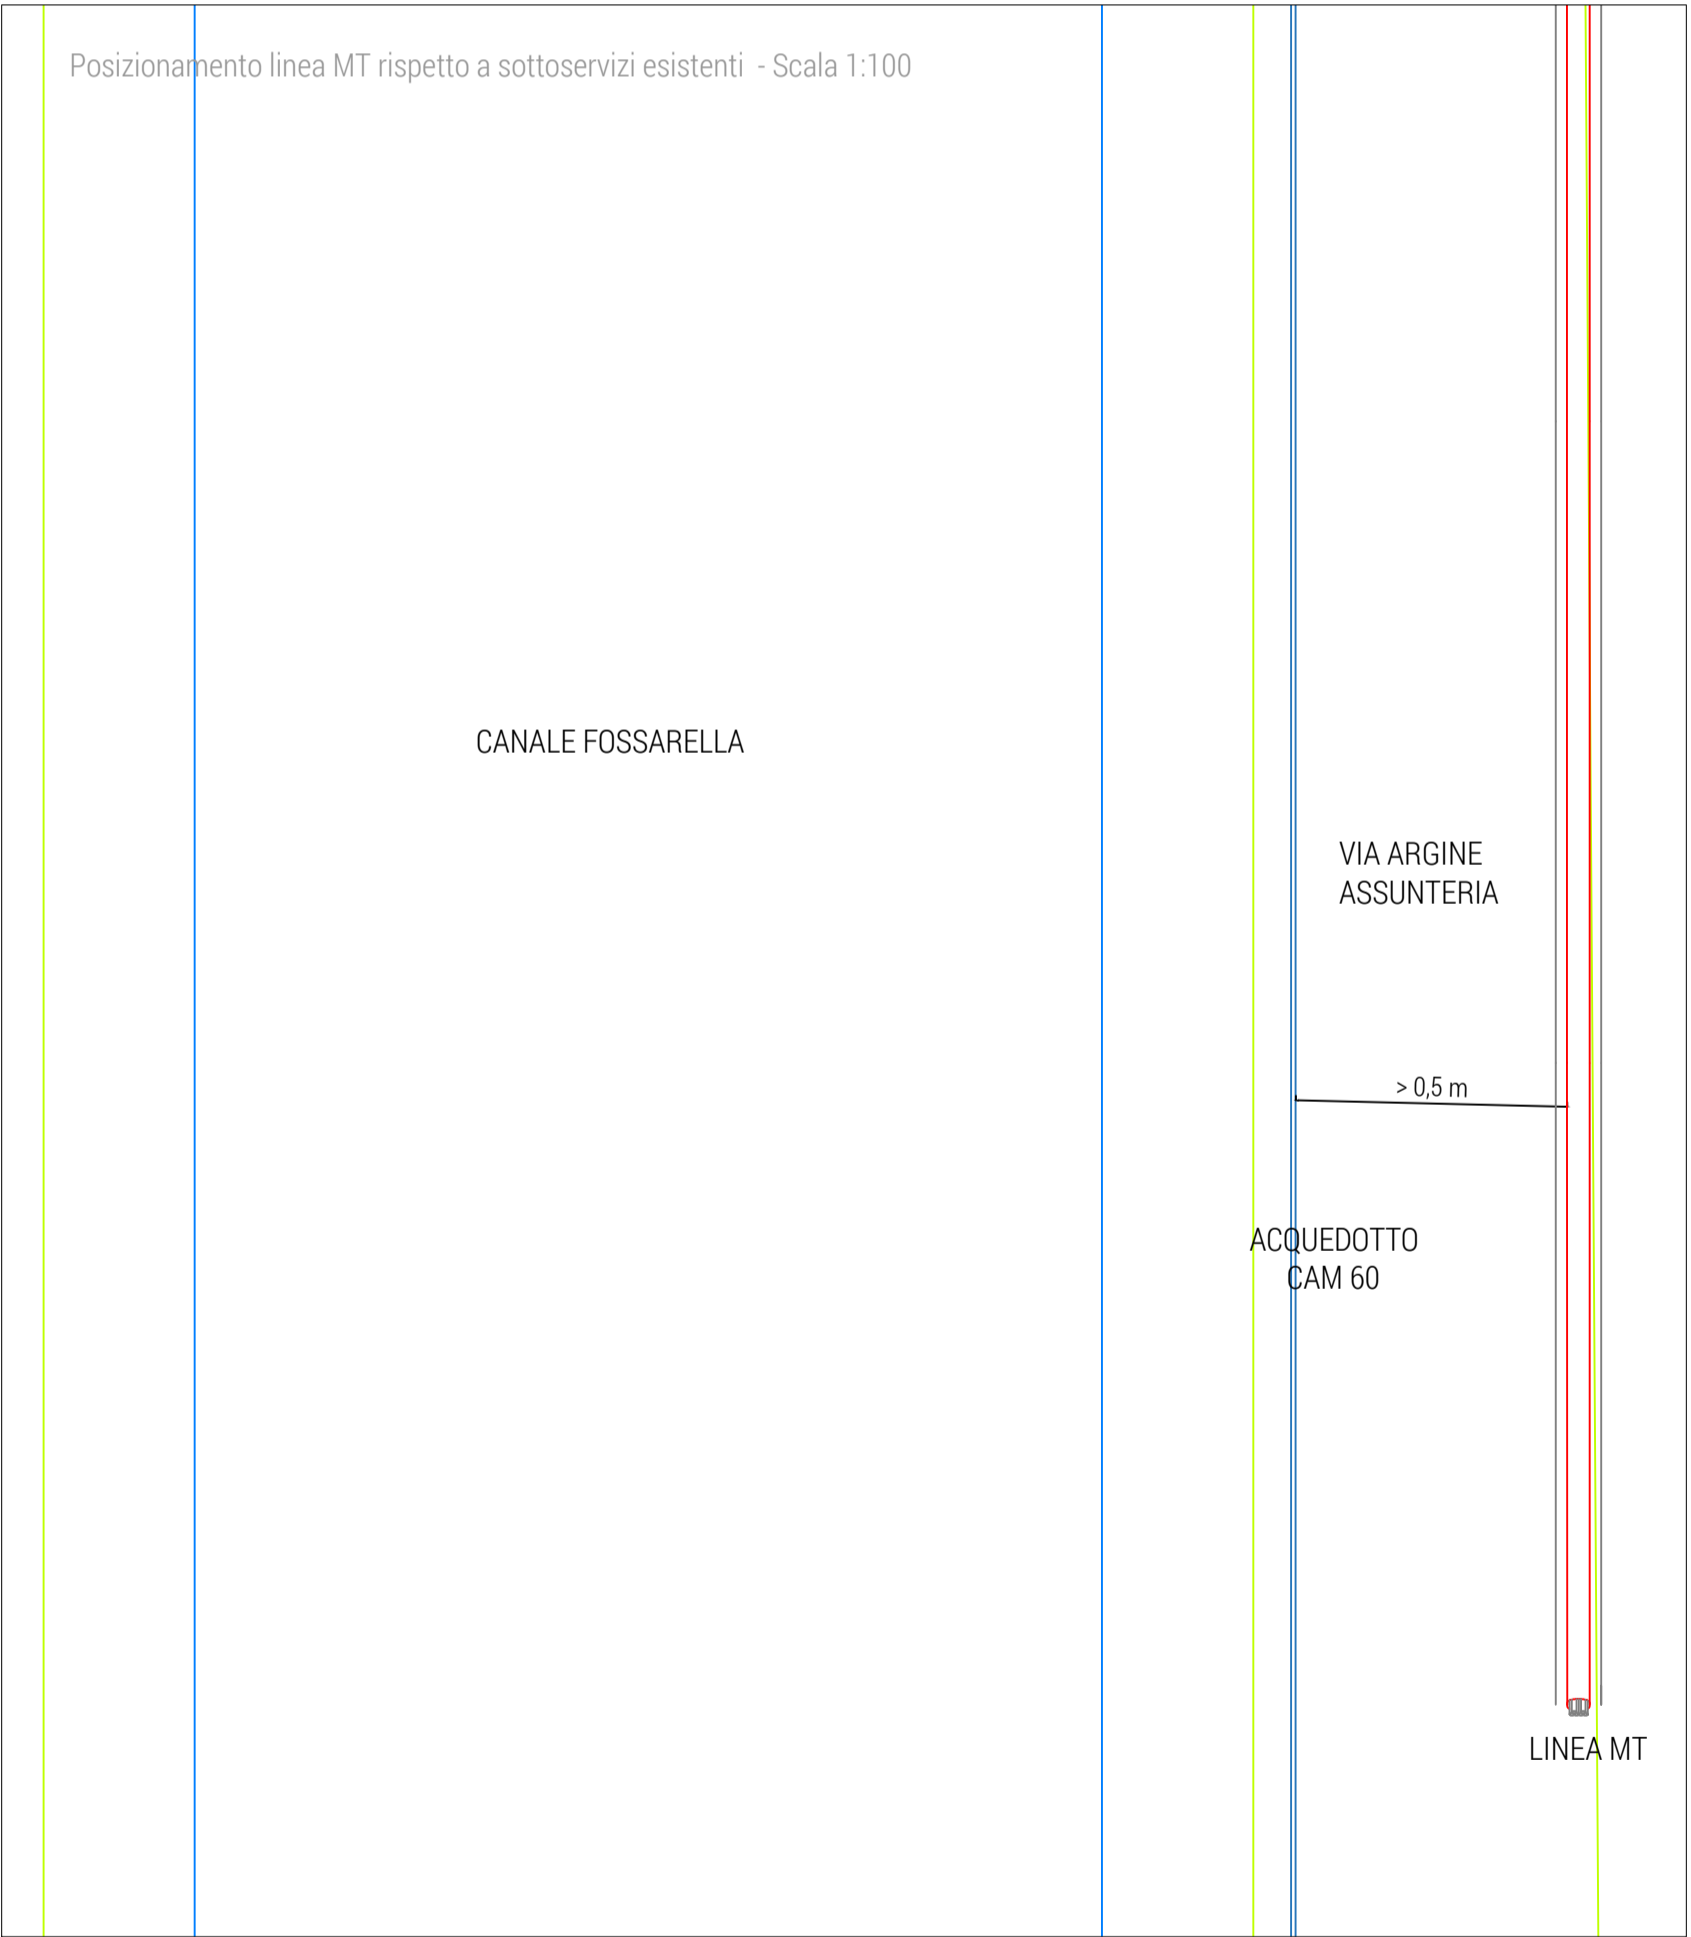 Posizionamento linea MT rispetto a sottoservizi esistenti - Scala 1:100
CANALE FOSSARELLA
VIA ARGINE
ASSUNTERIA
> 0,5 m
ACQUEDOTTO
CAM 60
LINEA MT